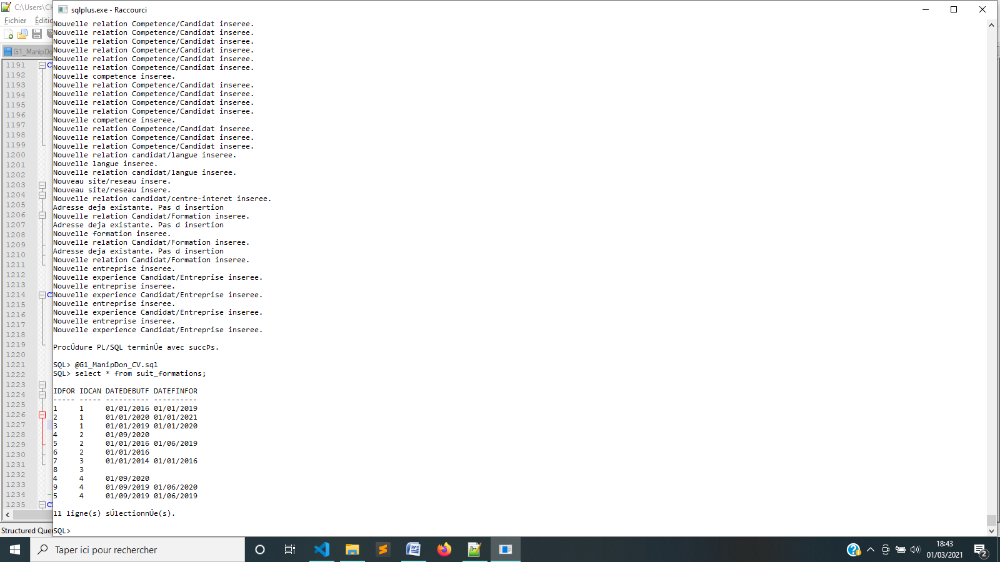 C:\Users\CH
sqlplus.exe - Raccourci
Fichier
Éditio
G1_ManipDo
1191
1192
1193
1194
1195
1196
1197
1198
1199
1200
1201
1202
1203
1204
1205
1206
1207
1208
1209
1210
1211
1212
1213
1214
1215
1216
1217
1218
1219
1220
1221
1222
1223
1224
1225
1226
1227
1228
1229
1230
1231
1232
1233
1234
1235
Nouvelle relation Competence/Candidat inseree.
Nouvelle relation Competence/Candidat inseree.
Nouvelle relation Competence/Candidat inseree.
Nouvelle relation Competence/Candidat inseree.
Nouvelle relation Competence/Candidat inseree.
Nouvelle relation Competence/Candidat inseree.
Nouvelle competence inseree.
Nouvelle relation Competence/Candidat inseree.
Nouvelle relation Competence/Candidat inseree.
Nouvelle relation Competence/Candidat inseree.
Nouvelle relation Competence/Candidat inseree.
Nouvelle competence inseree.
Nouvelle relation Competence/Candidat inseree.
Nouvelle relation Competence/Candidat inseree.
Nouvelle relation Competence/Candidat inseree.
Nouvelle relation candidat/langue inseree.
Nouvelle langue inseree.
Nouvelle relation candidat/langue inseree.
Nouveau site/reseau insere.
Nouveau site/reseau insere.
Nouvelle relation candidat/centre-interet inseree.
Adresse deja existante. Pas d insertion
Nouvelle relation Candidat/Formation inseree.
Adresse deja existante. Pas d insertion
Nouvelle formation inseree.
Nouvelle relation Candidat/Formation inseree.
Adresse deja existante. Pas d insertion
Nouvelle relation Candidat/Formation inseree.
Nouvelle entreprise inseree.
Nouvelle experience Candidat/Entreprise inseree.
Nouvelle entreprise inseree.
Nouvelle experience Candidat/Entreprise inseree.
Nouvelle entreprise inseree.
Nouvelle experience Candidat/Entreprise inseree.
Nouvelle entreprise inseree.
Nouvelle experience Candidat/Entreprise inseree.
ProcÚdure PL/SQL terminÚe avec succÞs.
SQL> @G1_ManipDon_CV.sql
SQL> select * from suit_formations;
IDFOR IDCAN DATEDEBUTF DATEFINFOR
----- ----- ---------- ----------
1 1 01/01/2016 01/01/2019
2 1 01/01/2020 01/01/2021
3 1 01/01/2019 01/01/2020
4 2 01/09/2020
5 2 01/01/2016 01/06/2019
6 2 01/01/2016
7 3 01/01/2014 01/01/2016
8 3
4 4 01/09/2020
9 4 01/09/2019 01/06/2020
5 4 01/09/2019 01/06/2019
11 ligne(s) sÚlectionnÚe(s).
SQL>
Structured Quer
Taper ici pour rechercher
18:43
01/03/2021
2